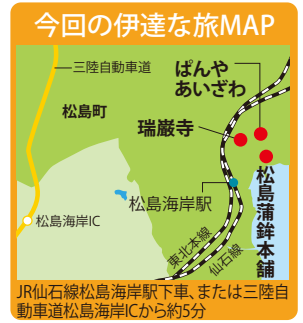 今回の伊達な旅MAP
三陸自動車道
ぱんや
あいざわ
松島町
瑞巌寺
松島海岸駅
松島蒲鉾本舗
松島海岸IC
東北本線
仙石線
JR仙石線松島海岸駅下車、または三陸自
動車道松島海岸ICから約5分